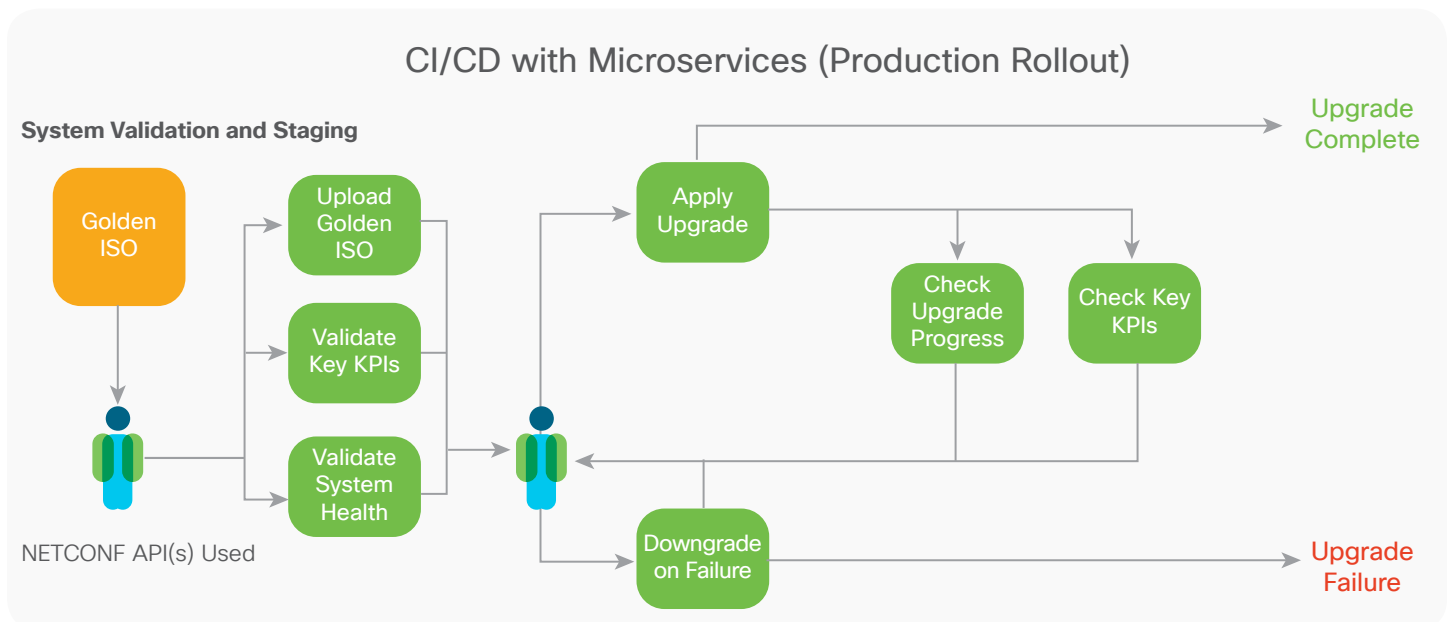 CI/CD with Microservices (Production Rollout)
System Validation and Staging
Golden
ISO
NETCONF API(s) Used
Upload
Golden
ISO
Validate
Key KPIs
Validate
System
Health
Apply
Upgrade
Check
Upgrade
Progress
Check Key
KPIs
Downgrade
on Failure
Upgrade
Complete
Upgrade
Failure